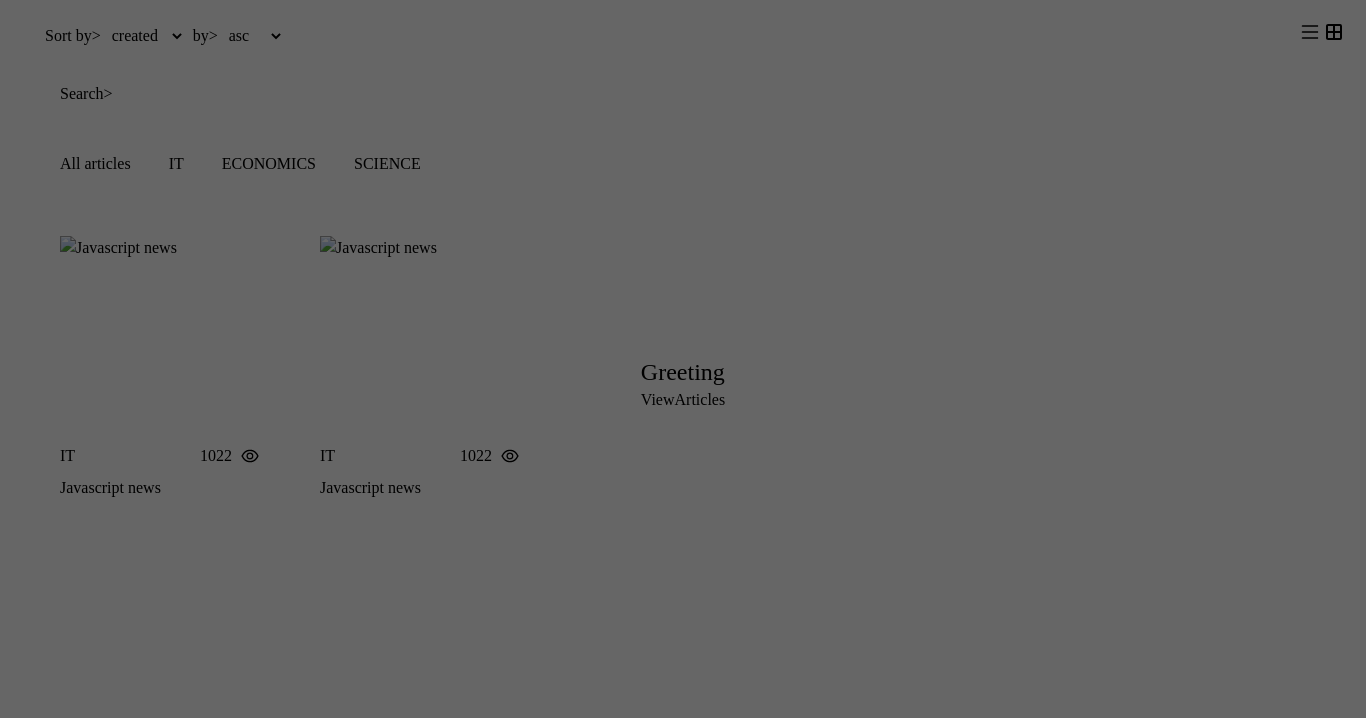 Sort by> created by> asc
Search>
All articles IT ECONOMICS SCIENCE
Javascript news Javascript news
Greeting
ViewArticles
IT 1022 IT 1022
Javascript news Javascript news